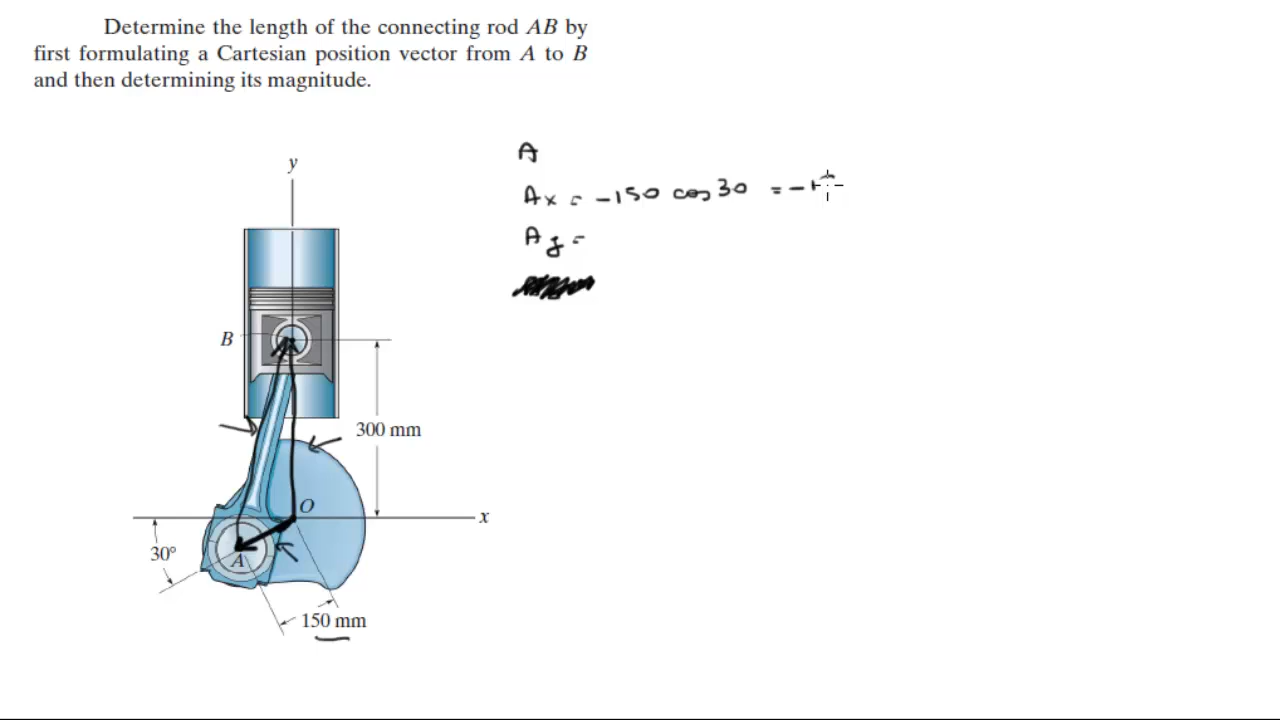 Determine the length of the connecting rod AB by
first formulating a Cartesian position vector from A to B
and then determining its magnitude.
A
y
Ax = -150 cos 30 = -1
Ay =
B
300 mm
O
x
30°
A
150 mm